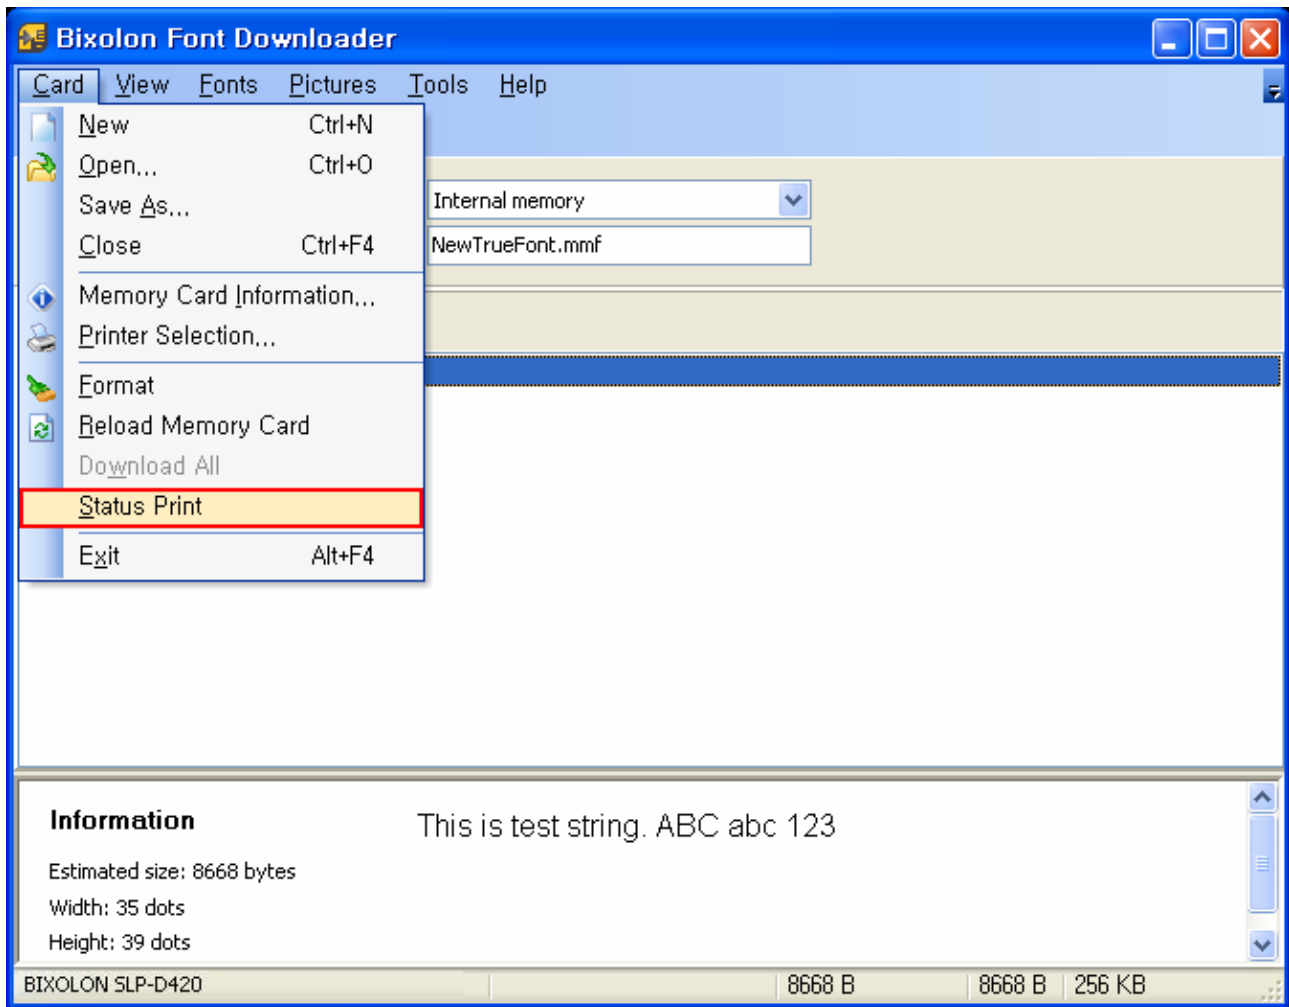 Bixolon Font Downloader
Card View Fonts Pictures Tools Help
New Ctrl+N
Open... Ctrl+O
Save As...
Close Ctrl+F4
Memory Card Information...
Printer Selection...
Format
Reload Memory Card
Download All
Status Print
Exit Alt+F4
Internal memory
NewTrueFont.mmf
Information
This is test string. ABC abc 123
Estimated size: 8668 bytes
Width: 35 dots
Height: 39 dots
BIXOLON SLP-D420 8668 B 8668 B 256 KB